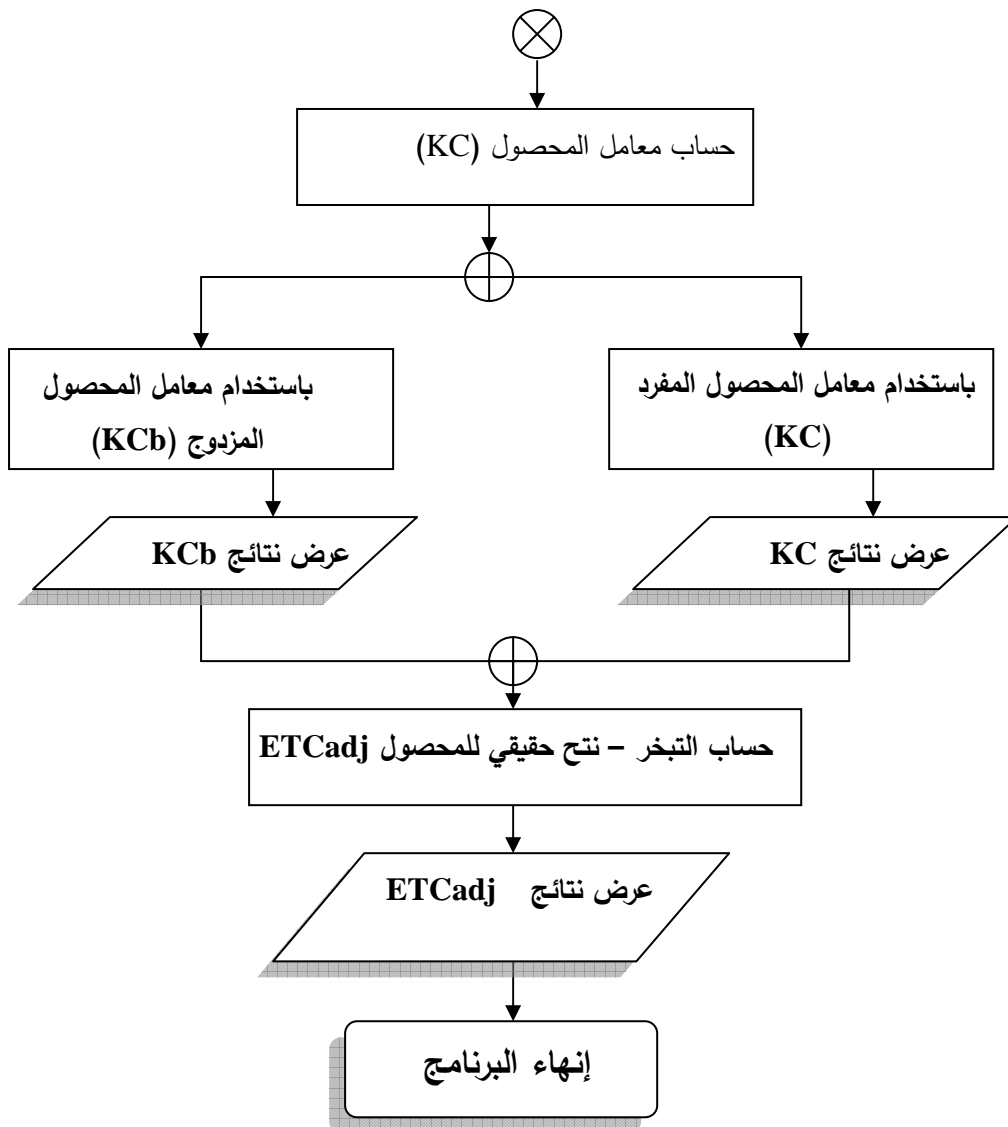 حساب معامل المحصول (KC)
باستخدام معامل المحصول المفرد
(KC)
باستخدام معامل المحصول
المزدوج (KCb)
عرض نتائج KC
عرض نتائج KCb
حساب التبخر – نتح حقيقي للمحصول ETCadj
عرض نتائج ETCadj
إنهاء البرنامج